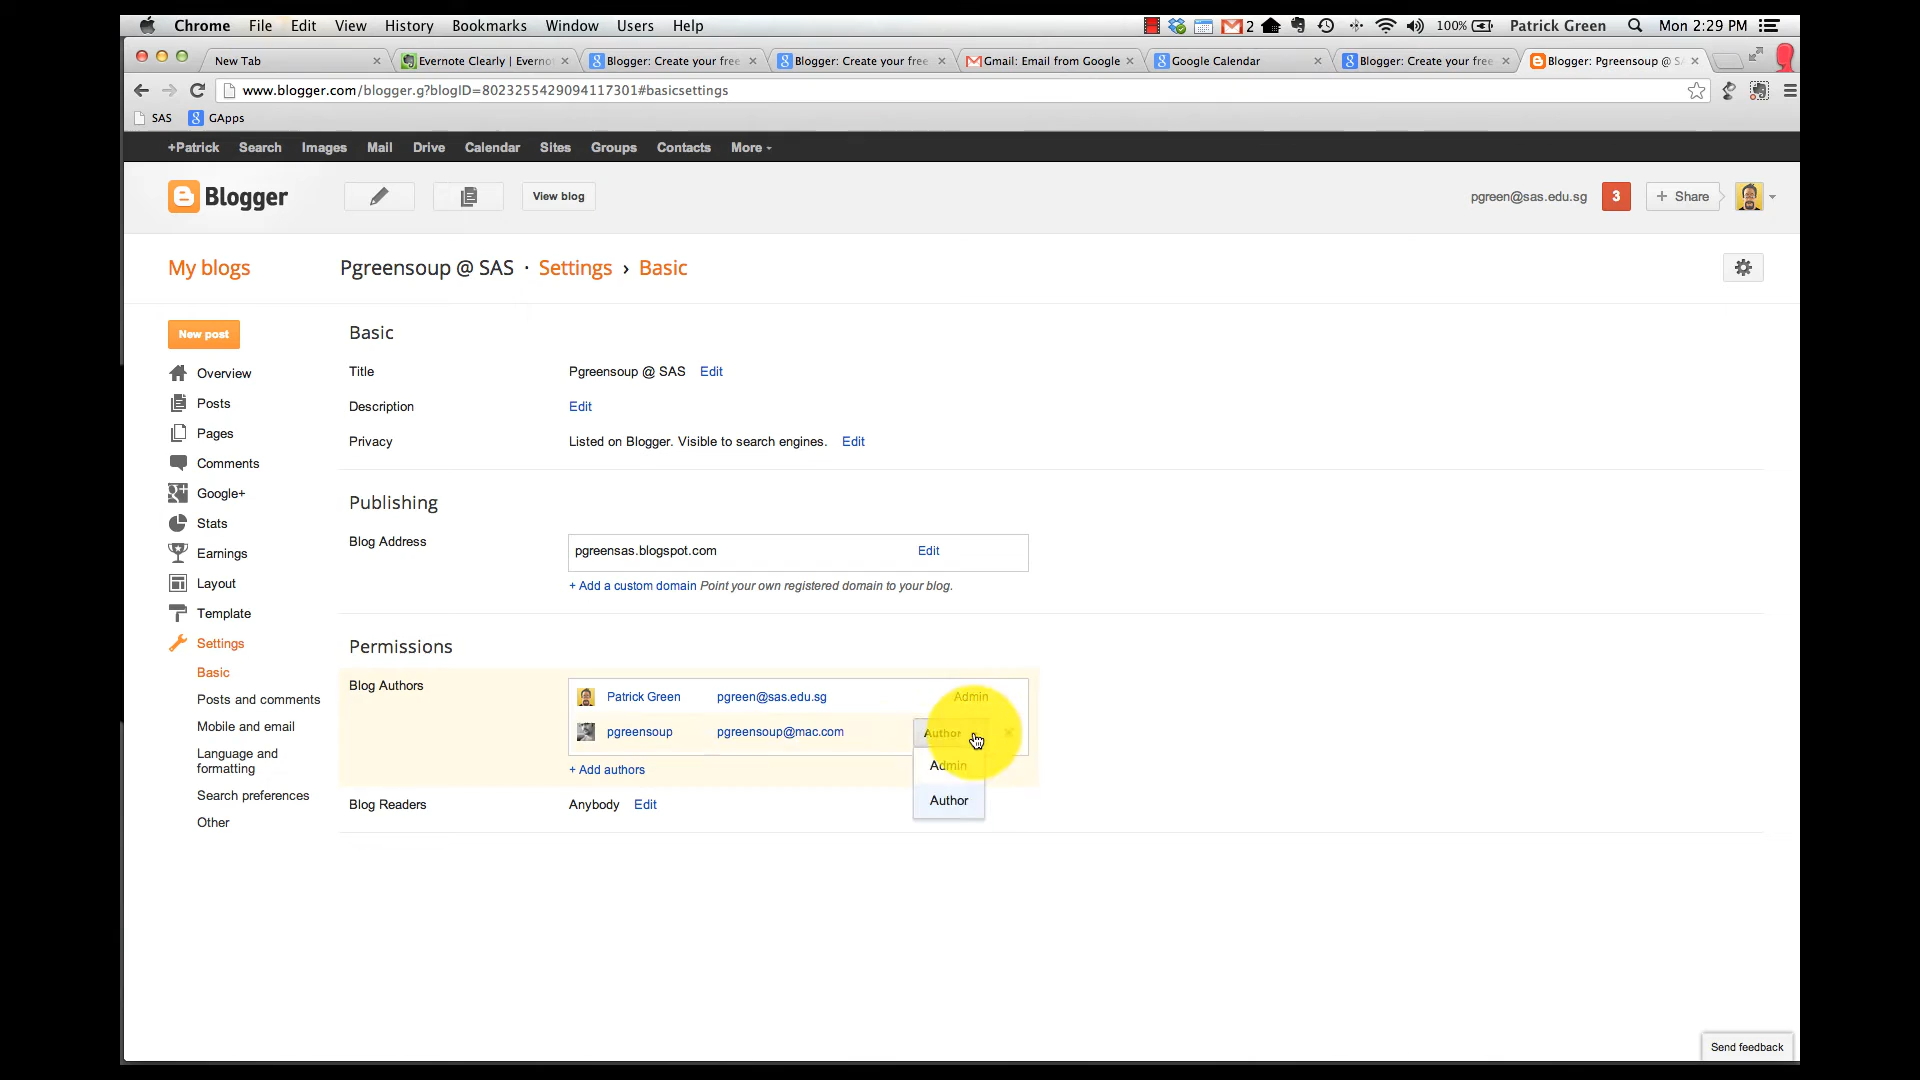 Chrome File Edit View History Bookmarks Window Users Help 2 100% Patrick Green Mon 2:29 PM
New Tab Evernote Clearly | Everno Blogger: Create your free Blogger: Create your free Gmail: Email from Google Google Calendar Blogger: Create your free Blogger: Pgreensoup @ S
www.blogger.com/blogger.g?blogID=8023255429094117301#basicsettings
SAS GApps
+Patrick Search Images Mail Drive Calendar Sites Groups Contacts More
Blogger View blog pgreen@sas.edu.sg 3 + Share
My blogs Pgreensoup @ SAS · Settings › Basic
New post
Overview
Posts
Pages
Comments
Google+
Stats
Earnings
Layout
Template
Settings
Basic
Posts and comments
Mobile and email
Language and
formatting
Search preferences
Other
Basic
Title Pgreensoup @ SAS Edit
Description Edit
Privacy Listed on Blogger. Visible to search engines. Edit
Publishing
Blog Address pgreensas.blogspot.com Edit
+ Add a custom domain Point your own registered domain to your blog.
Permissions
Blog Authors Patrick Green pgreen@sas.edu.sg Admin
pgreensoup pgreensoup@mac.com Author
Admin
+ Add authors
Author
Blog Readers Anybody Edit
Send feedback